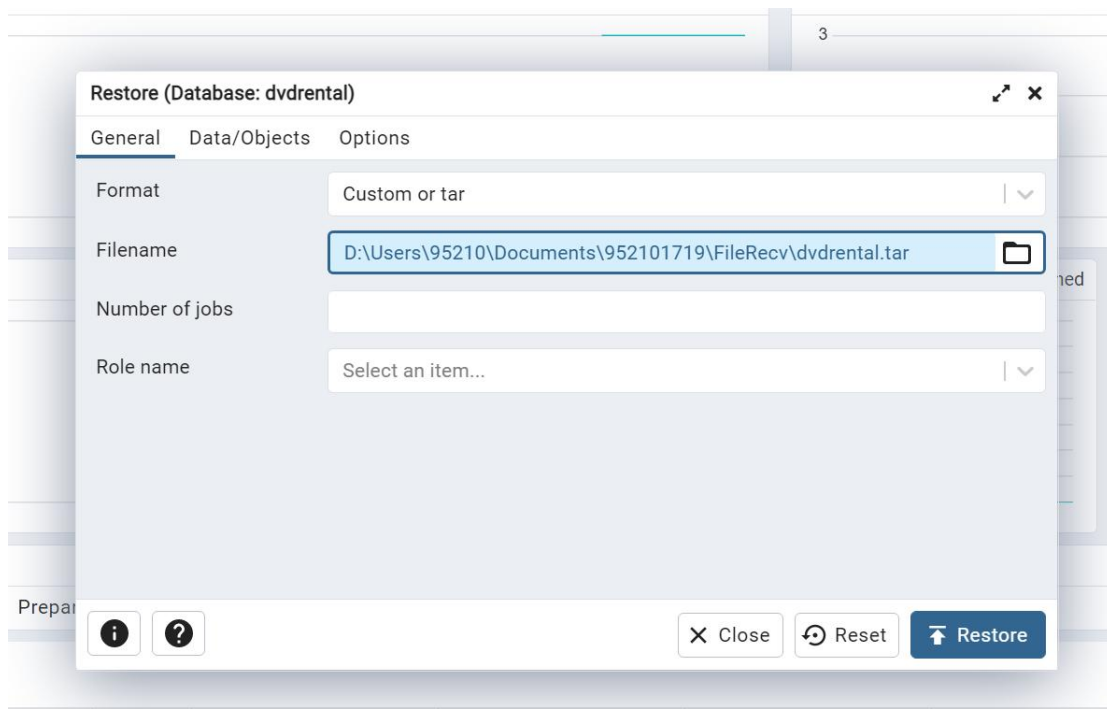 3
Restore (Database: dvdrental)
General Data/Objects Options
Format Custom or tar
Filename D:\Users\95210\Documents\952101719\FileRecv\dvdrental.tar
Number of jobs
Role name Select an item...
Close Reset Restore